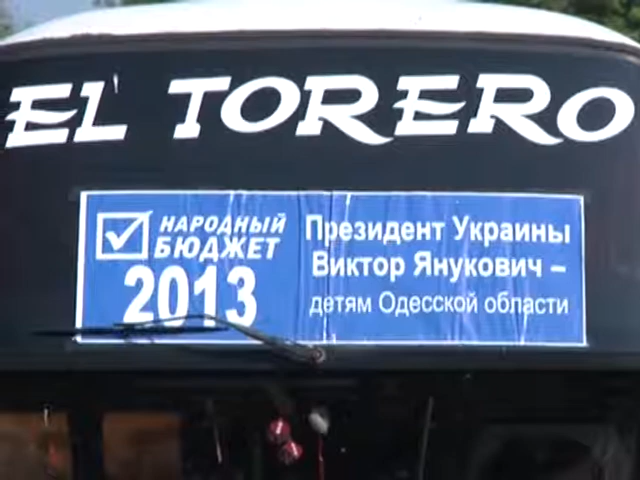 EL TORERO
НАРОДНЫЙ
БЮДЖЕТ
2013
Президент Украины
Виктор Янукович –
детям Одесской области